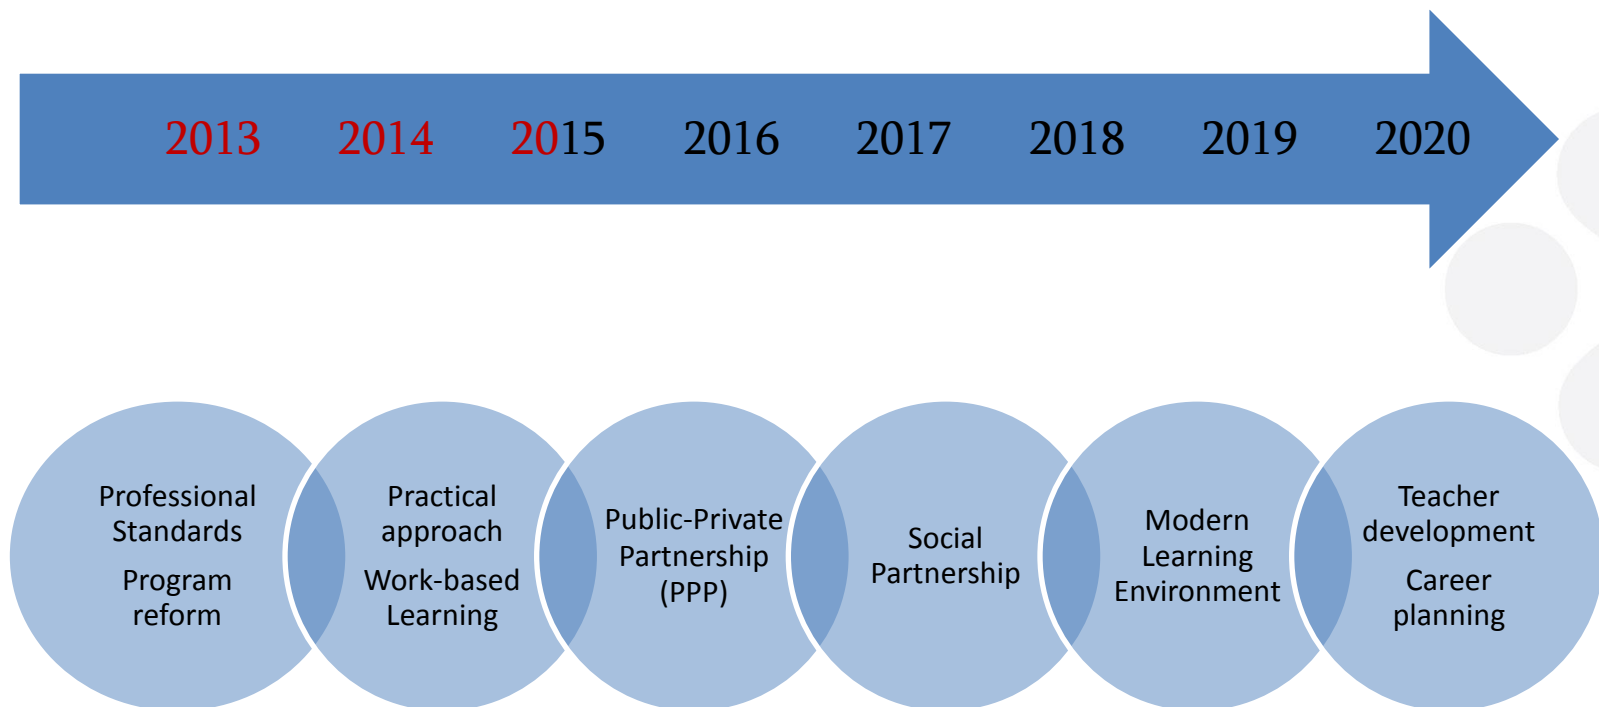 2013 2014 2015 2016 2017 2018 2019 2020
Professional
Standards
Program
reform
Practical
approach
Work-based
Learning
Public-Private
Partnership
(PPP)
Social
Partnership
Modern
Learning
Environment
Teacher
development
Career
planning